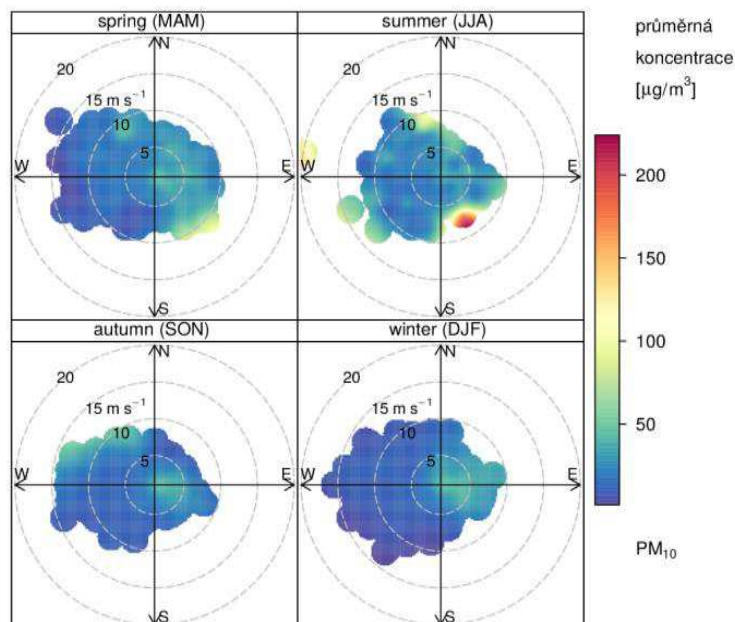 spring (MAM)
N
20
15 m s⁻¹
10
5
W
E
S
summer (JJA)
N
20
15 m s⁻¹
10
5
W
E
S
autumn (SON)
N
20
15 m s⁻¹
10
5
W
E
S
winter (DJF)
N
20
15 m s⁻¹
10
5
W
E
S
průměrná
koncentrace
[µg/m³]
200
150
100
50
PM₁₀